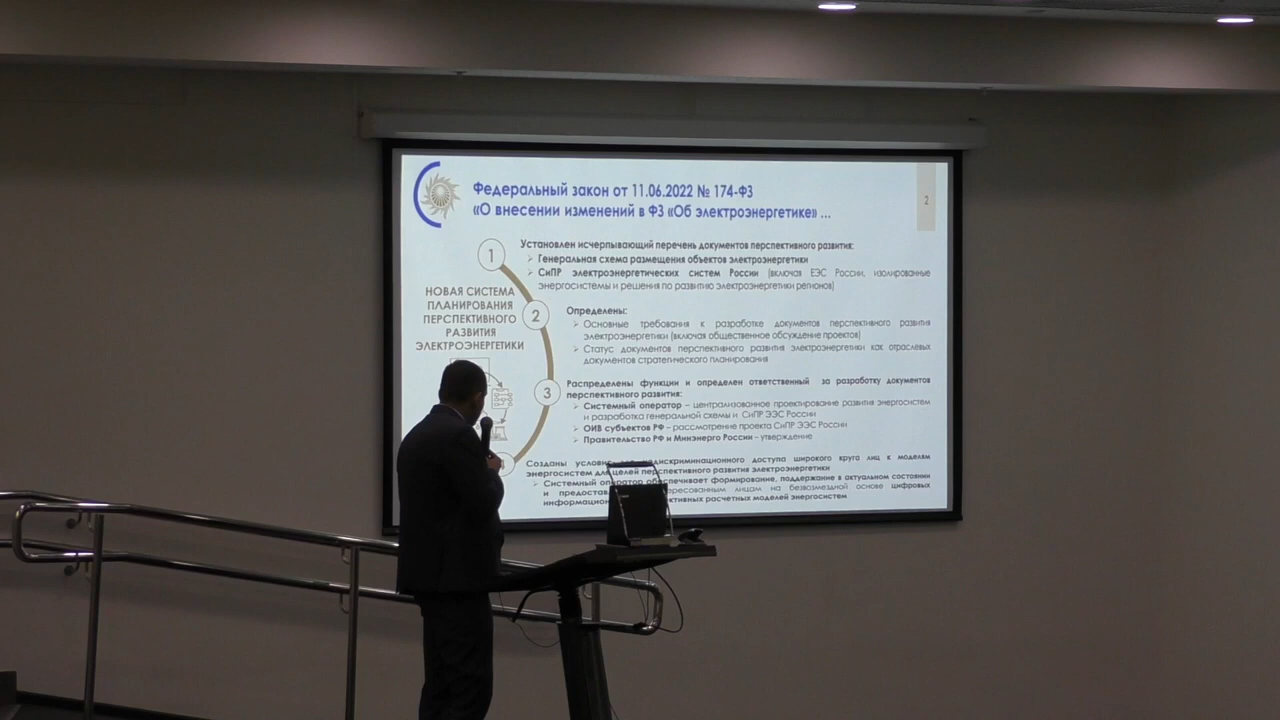 Федеральный закон от 11.06.2022 № 174-ФЗ
«О внесении изменений в ФЗ «Об электроэнергетике» ...
2
1
Установлен исчерпывающий перечень документов перспективного развития:
Генеральная схема размещения объектов электроэнергетики
СиПР электроэнергетических систем России (включая ЕЭС России, изолированные
энергосистемы и решения по развитию электроэнергетики регионов)
НОВАЯ СИСТЕМА
ПЛАНИРОВАНИЯ
ПЕРСПЕКТИВНОГО
РАЗВИТИЯ
ЭЛЕКТРОЭНЕРГЕТИКИ
2
Определены:
Основные требования к разработке документов перспективного развития
электроэнергетики (включая общественное обсуждение проектов)
Статус документов перспективного развития электроэнергетики как отраслевых
документов стратегического планирования
3
Распределены функции и определен ответственный за разработку документов
перспективного развития:
Системный оператор – централизованное проектирование развития энергосистем
и разработка генеральной схемы и СиПР ЭЭС России
ОИВ субъектов РФ – рассмотрение проекта СиПР ЭЭС России
Правительство РФ и Минэнерго России – утверждение
Созданы недискриминационного доступа широкого круга лиц к моделям
энергосистем для целей перспективного развития электроэнергетики
Системный оператор обеспечивает формирование, поддержание в актуальном состоянии
и лицам на безвозмездной основе цифровых
расчетных моделей энергосистем